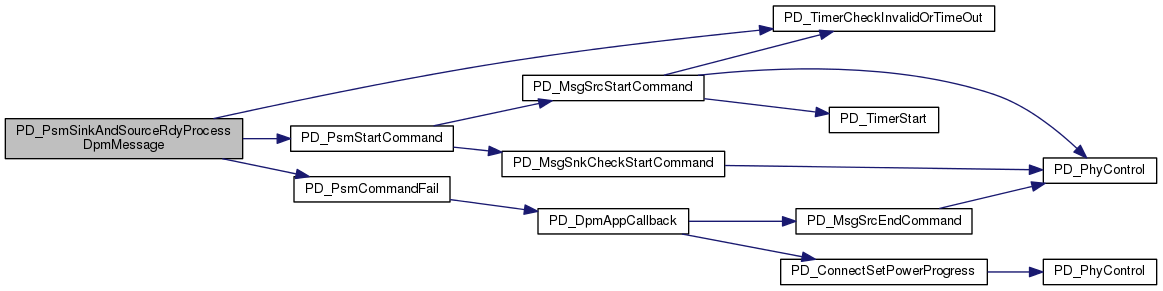 PD_PsmSinkAndSourceRdyProcess
DpmMessage
PD_TimerCheckInvalidOrTimeOut
PD_PsmStartCommand
PD_MsgSrcStartCommand
PD_TimerStart
PD_MsgSnkCheckStartCommand
PD_PhyControl
PD_PsmCommandFail
PD_DpmAppCallback
PD_MsgSrcEndCommand
PD_ConnectSetPowerProgress
PD_PhyControl